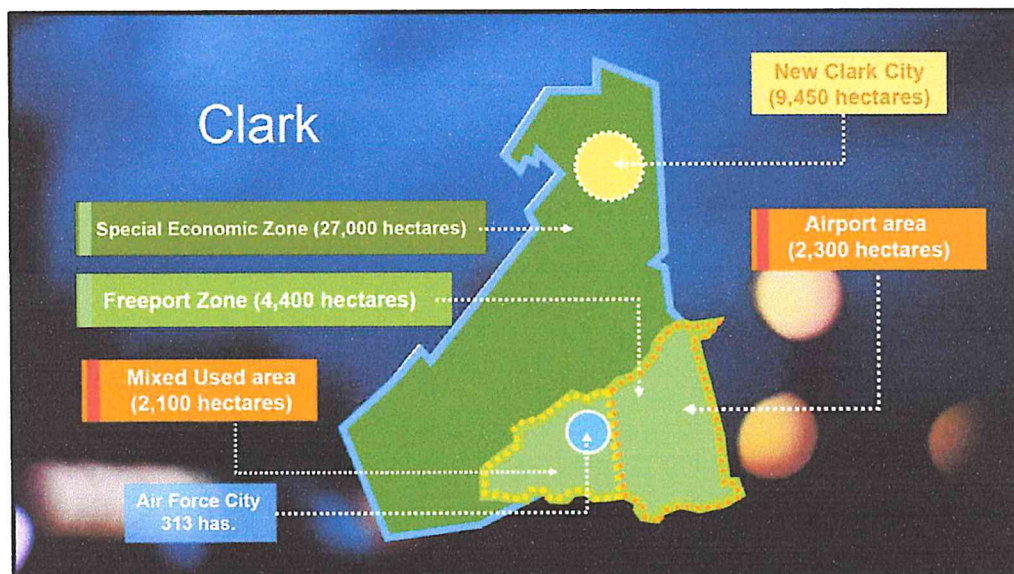 Clark
New Clark City
(9,450 hectares)
Special Economic Zone (27,000 hectares)
Airport area
(2,300 hectares)
Freeport Zone (4,400 hectares)
Mixed Used area
(2,100 hectares)
Air Force City
313 has.